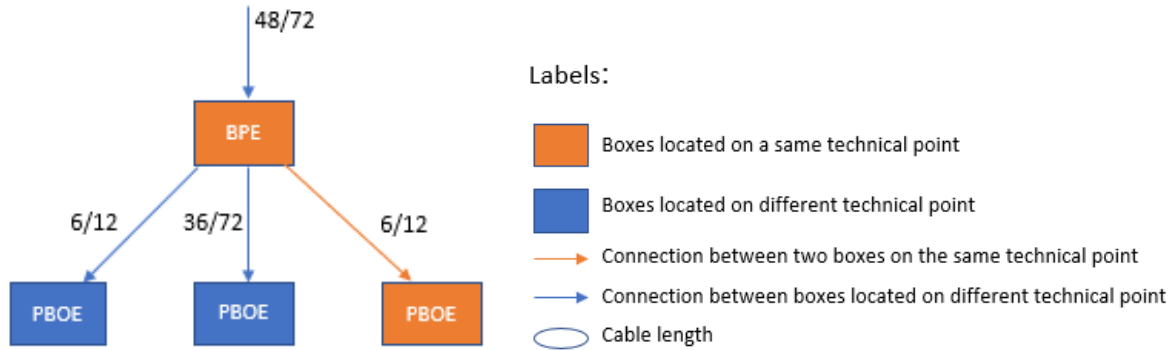 48/72
BPE
6/12
36/72
6/12
PBOE
PBOE
PBOE
Labels:
Boxes located on a same technical point
Boxes located on different technical point
Connection between two boxes on the same technical point
Connection between boxes located on different technical point
Cable length